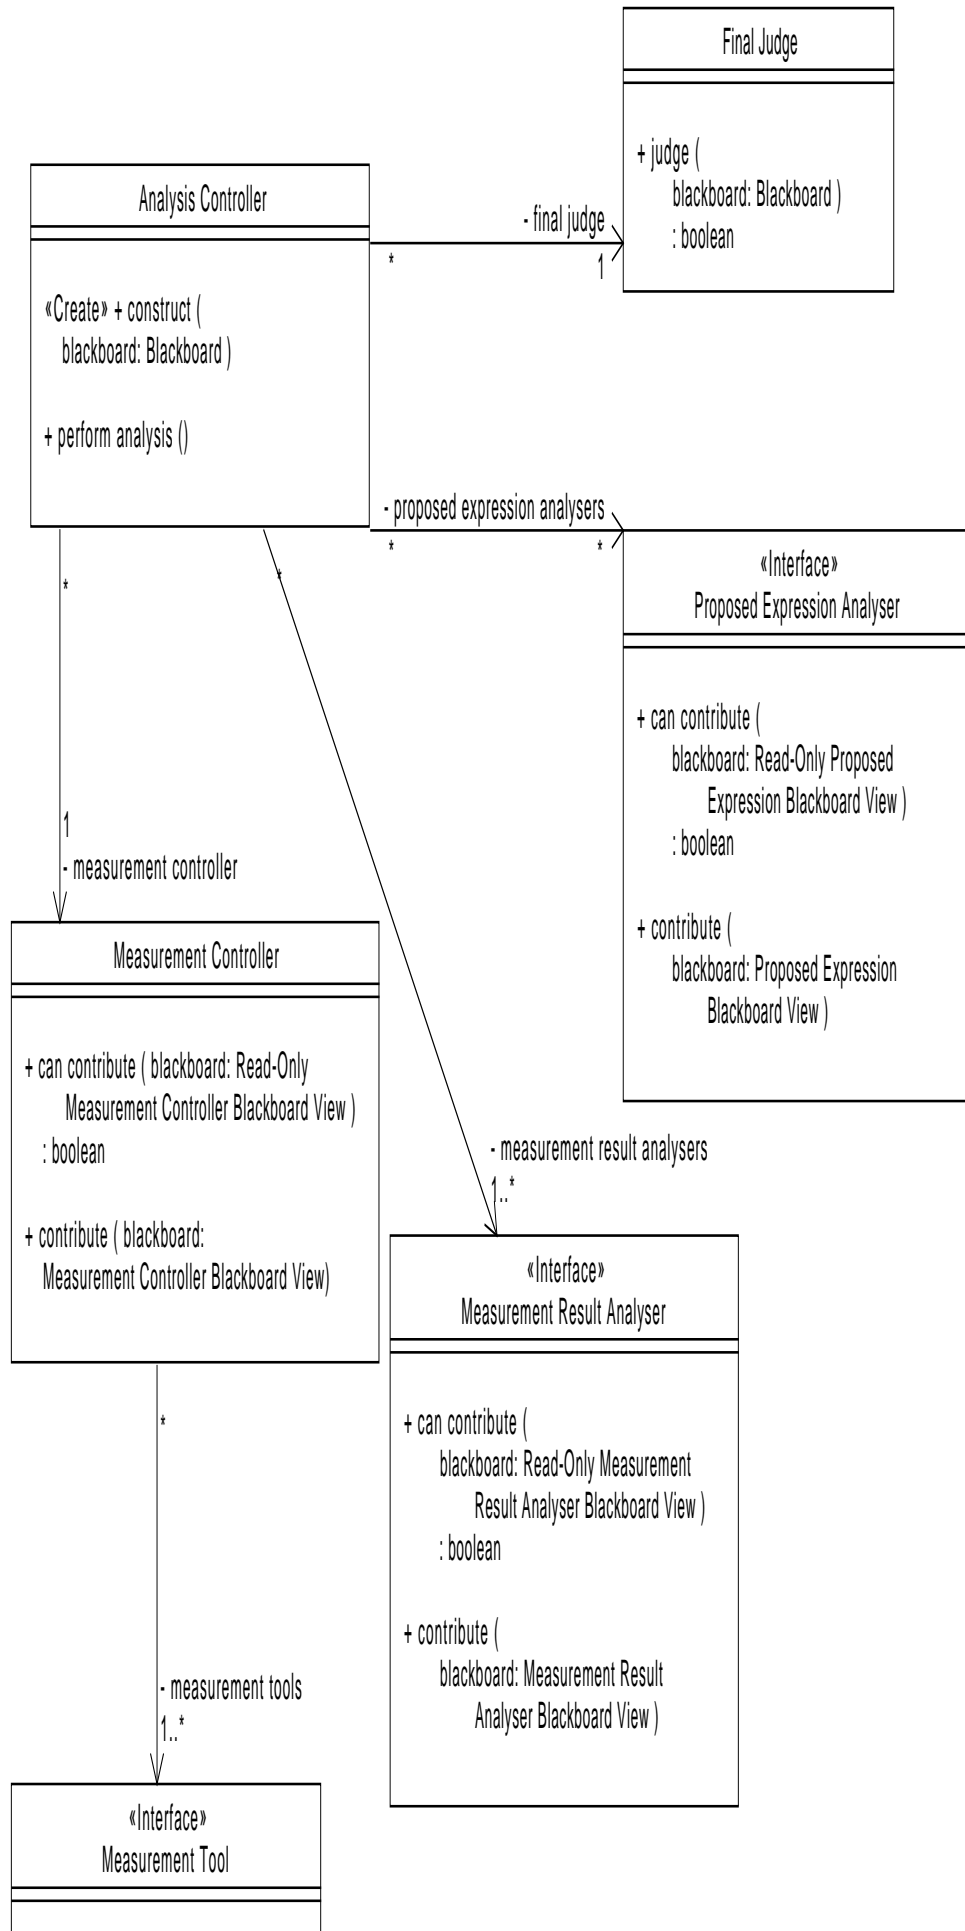 Final Judge
+ judge (
blackboard: Blackboard )
: boolean
Analysis Controller
«Create» + construct (
blackboard: Blackboard )
+ perform analysis ()
- final judge
*
1
- proposed expression analysers
*
*
«Interface»
Proposed Expression Analyser
+ can contribute (
blackboard: Read-Only Proposed
Expression Blackboard View )
: boolean
+ contribute (
blackboard: Proposed Expression
Blackboard View )
*
*
1
- measurement controller
Measurement Controller
+ can contribute ( blackboard: Read-Only
Measurement Controller Blackboard View )
: boolean
+ contribute ( blackboard:
Measurement Controller Blackboard View)
- measurement result analysers
1..*
«Interface»
Measurement Result Analyser
+ can contribute (
blackboard: Read-Only Measurement
Result Analyser Blackboard View )
: boolean
+ contribute (
blackboard: Measurement Result
Analyser Blackboard View )
*
- measurement tools
1..*
«Interface»
Measurement Tool